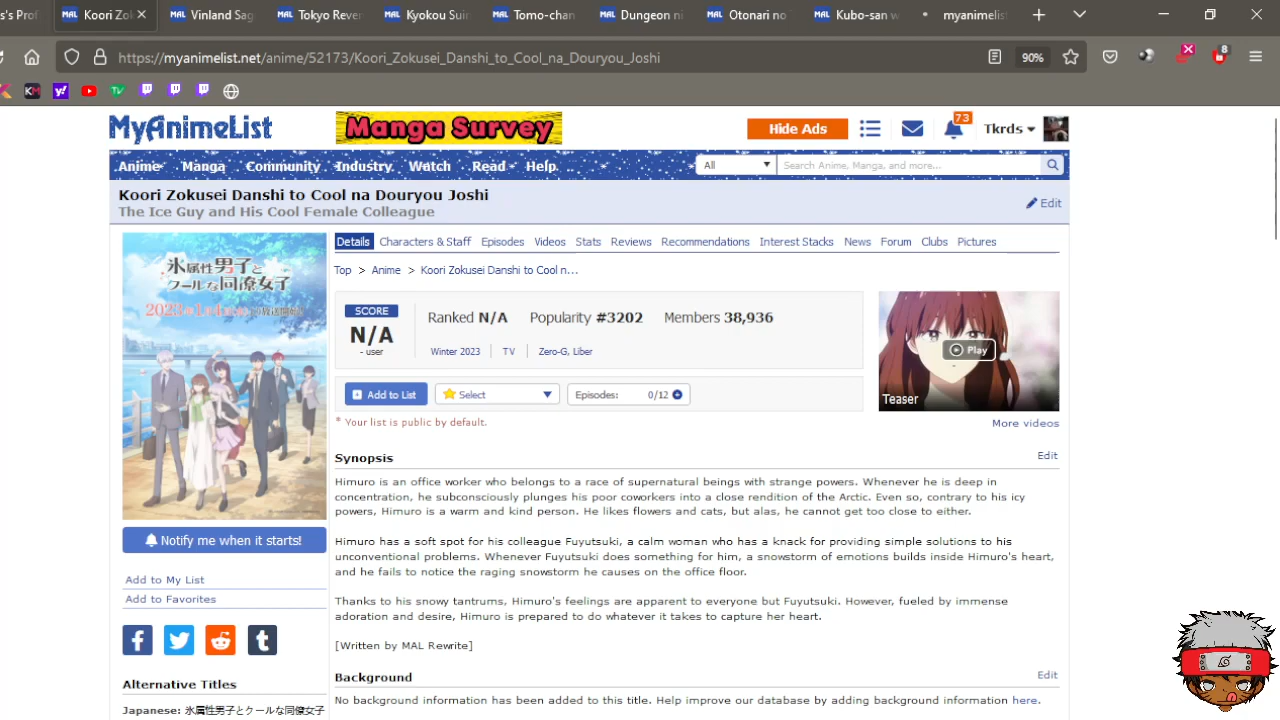 s's Prof
Koori Zok
Vinland Sag
Tokyo Rever
Kyokou Suir
Tomo-chan
Dungeon ni
Otonari no
Kubo-san w
myanimelist
https://myanimelist.net/anime/52173/Koori_Zokusei_Danshi_to_Cool_na_Douryou_Joshi
90%
8
MyAnimeList
Manga Survey
Hide Ads
73
Tkrds
Anime Manga Community Industry Watch Read Help
All
Search Anime, Manga, and more...
Koori Zokusei Danshi to Cool na Douryou Joshi
The Ice Guy and His Cool Female Colleague
Edit
氷属性男子と
クールな同僚女子
Details Characters & Staff Episodes Videos Stats Reviews Recommendations Interest Stacks News Forum Clubs Pictures
Top > Anime > Koori Zokusei Danshi to Cool n...
SCORE
N/A
- user
Ranked N/A Popularity #3202 Members 38,936
Winter 2023 TV Zero-G, Liber
Play
Teaser
Add to List
Select
Episodes: 0/12
* Your list is public by default.
More videos
Synopsis
Edit
Himuro is an office worker who belongs to a race of supernatural beings with strange powers. Whenever he is deep in
concentration, he subconsciously plunges his poor coworkers into a close rendition of the Arctic. Even so, contrary to his icy
powers, Himuro is a warm and kind person. He likes flowers and cats, but alas, he cannot get too close to either.
Himuro has a soft spot for his colleague Fuyutsuki, a calm woman who has a knack for providing simple solutions to his
unconventional problems. Whenever Fuyutsuki does something for him, a snowstorm of emotions builds inside Himuro's heart,
and he fails to notice the raging snowstorm he causes on the office floor.
Thanks to his snowy tantrums, Himuro's feelings are apparent to everyone but Fuyutsuki. However, fueled by immense
adoration and desire, Himuro is prepared to do whatever it takes to capture her heart.
[Written by MAL Rewrite]
Background
Edit
No background information has been added to this title. Help improve our database by adding background information here.
Notify me when it starts!
Add to My List
Add to Favorites
Alternative Titles
Japanese: 氷属性男子とクールな同僚女子